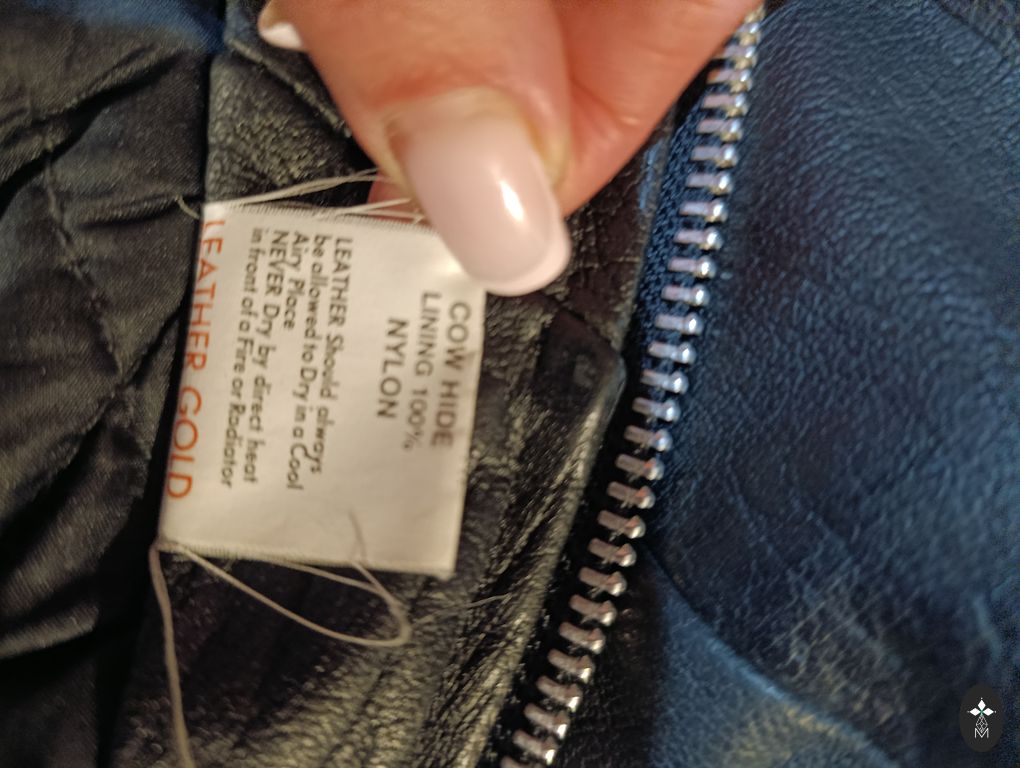 COW HIDE
LINING 100%
NYLON
LEATHER Should always
be allowed to Dry in a Cool
Airy Place
NEVER Dry by direct heat
in front of a Fire or Radiator
LEATHER GOLD
M